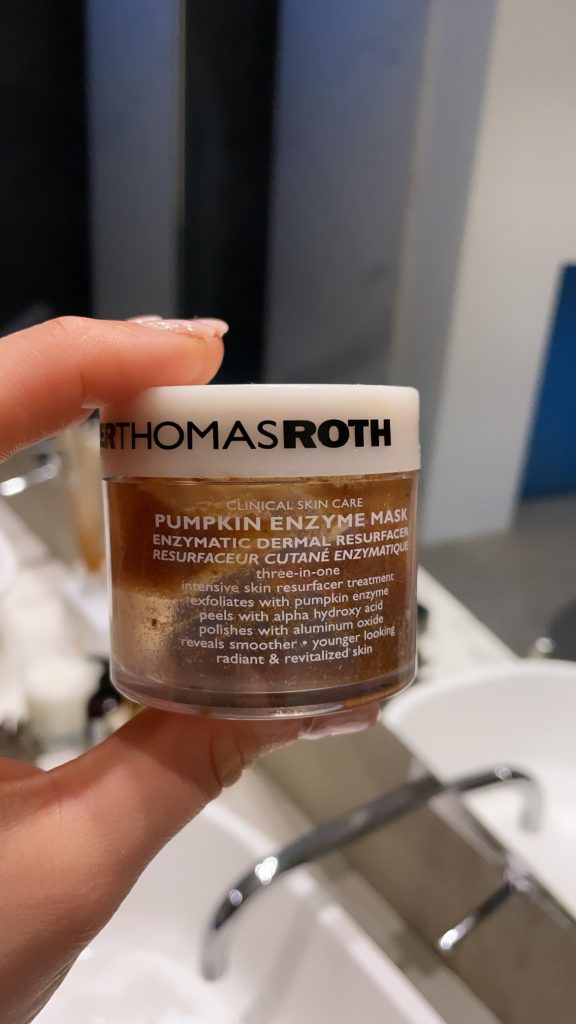 ERTHOMASROTH
CLINICAL SKIN CARE
PUMPKIN ENZYME MASK
ENZYMATIC DERMAL RESURFACER
RESURFACEUR CUTANÉ ENZYMATIQUE
three-in-one
intensive skin resurfacer treatment
exfoliates with pumpkin enzyme
peels with alpha hydroxy acid
polishes with aluminum oxide
reveals smoother • younger looking
radiant & revitalized skin